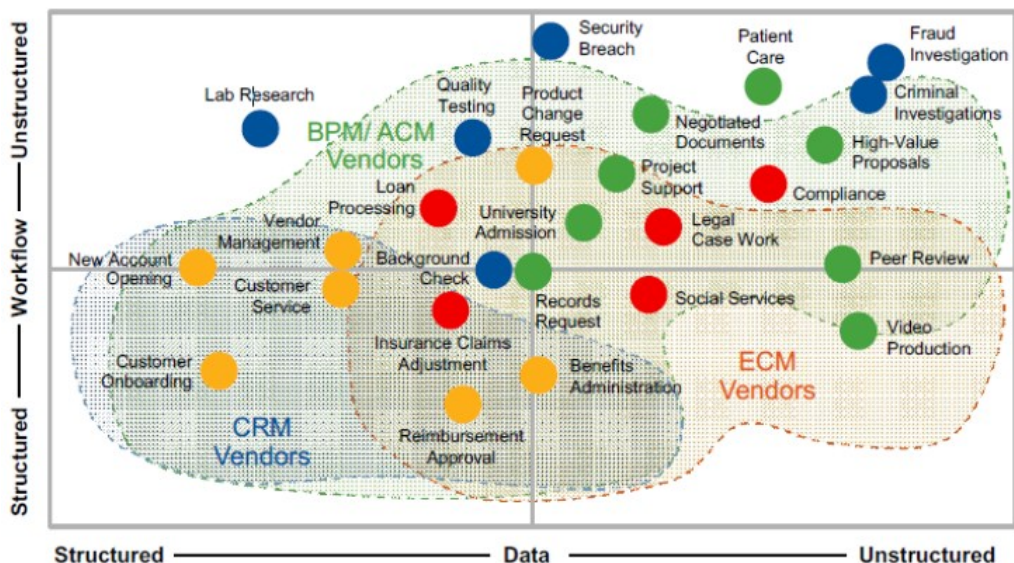 Unstructured
Workflow
Structured
Security
Breach
Patient
Care
Fraud
Investigation
Lab Research
Quality
Testing
Product
Change
Request
Criminal
Investigations
BPM/ ACM
Vendors
Negotiated
Documents
High-Value
Proposals
Loan
Processing
Project
Support
Compliance
Vendor
Management
University
Admission
Legal
Case Work
New Account
Opening
Background
Check
Peer Review
Customer
Service
Records
Request
Social Services
Insurance Claims
Adjustment
Video
Production
Customer
Onboarding
Benefits
Administration
ECM
Vendors
CRM
Vendors
Reimbursement
Approval
Structured
Data
Unstructured